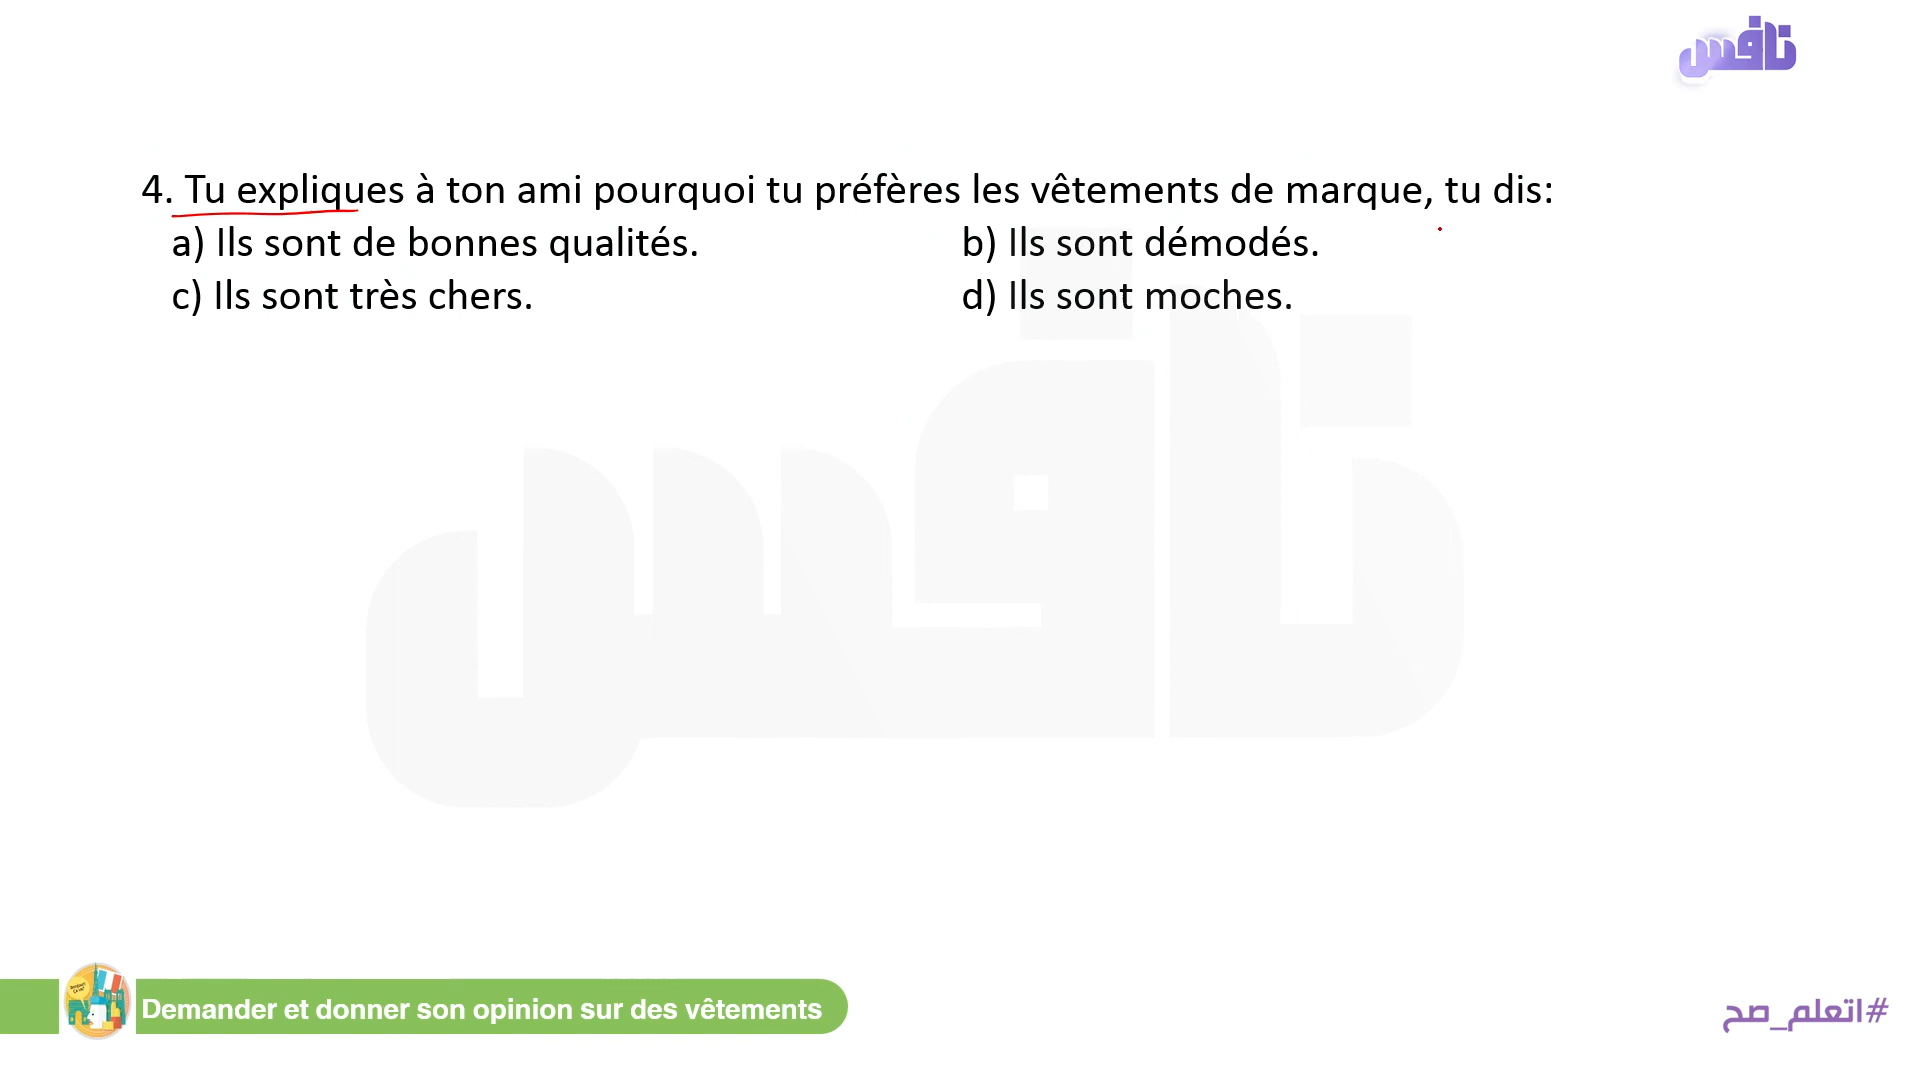 نافس
4. Tu expliques à ton ami pourquoi tu préfères les vêtements de marque, tu dis:
a) Ils sont de bonnes qualités.
b) Ils sont démodés.
c) Ils sont très chers.
d) Ils sont moches.
نافس
Demander et donner son opinion sur des vêtements
#اتعلم_صح